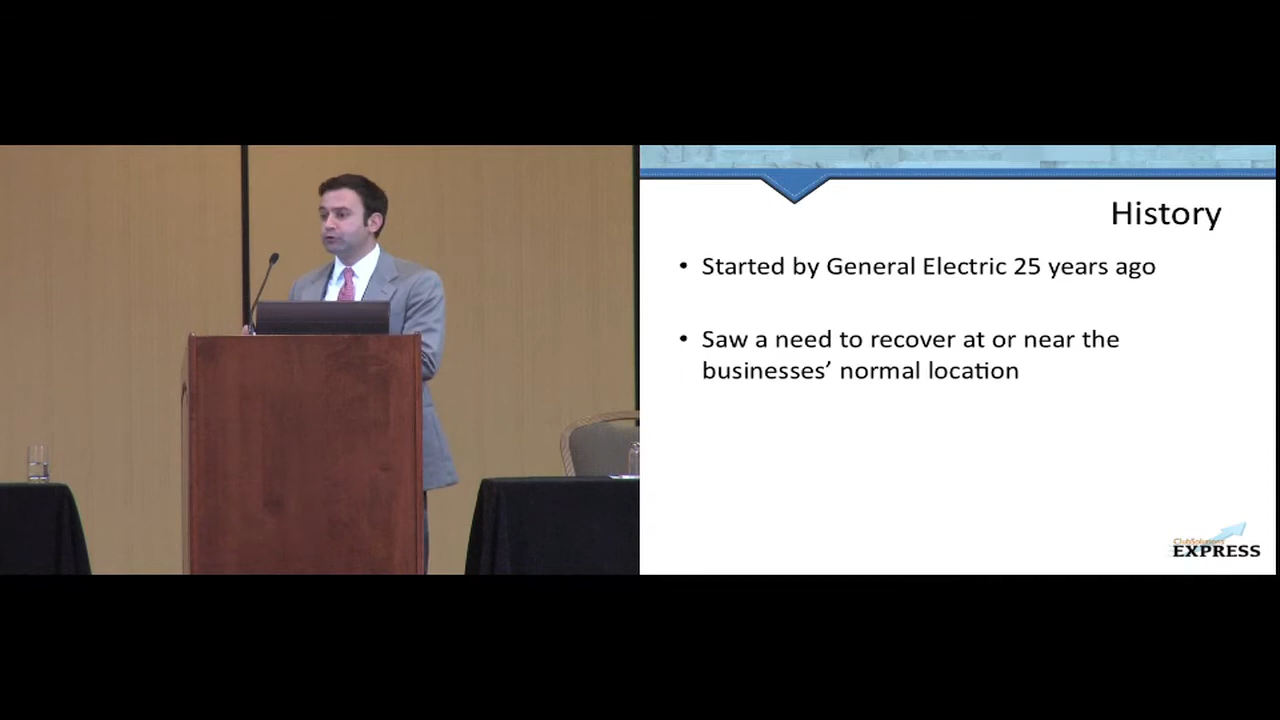 History
• Started by General Electric 25 years ago
• Saw a need to recover at or near the
businesses’ normal location
ClubSolutions
EXPRESS